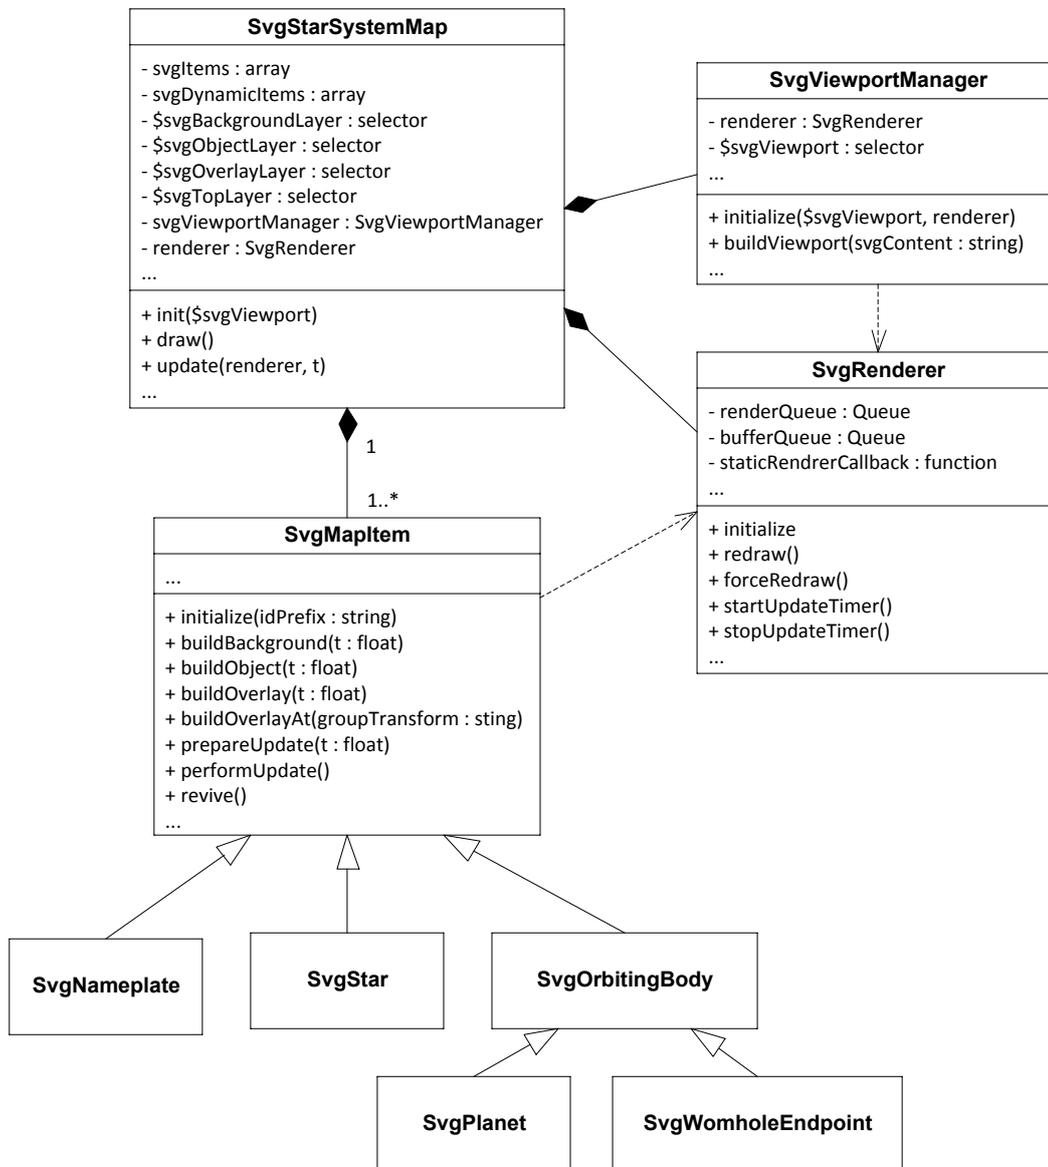 SvgStarSystemMap
- svgItems : array
- svgDynamicItems : array
- $svgBackgroundLayer : selector
- $svgObjectLayer : selector
- $svgOverlayLayer : selector
- $svgTopLayer : selector
- svgViewportManager : SvgViewportManager
- renderer : SvgRenderer
...
+ init($svgViewport)
+ draw()
+ update(renderer, t)
...
SvgViewportManager
- renderer : SvgRenderer
- $svgViewport : selector
...
+ initialize($svgViewport, renderer)
+ buildViewport(svgContent : string)
...
SvgRenderer
- renderQueue : Queue
- bufferQueue : Queue
- staticRendrerCallback : function
...
+ initialize
+ redraw()
+ forceRedraw()
+ startUpdateTimer()
+ stopUpdateTimer()
...
1
1..*
SvgMapItem
...
+ initialize(idPrefix : string)
+ buildBackground(t : float)
+ buildObject(t : float)
+ buildOverlay(t : float)
+ buildOverlayAt(groupTransform : sting)
+ prepareUpdate(t : float)
+ performUpdate()
+ revive()
...
SvgNameplate
SvgStar
SvgOrbitingBody
SvgPlanet
SvgWomholeEndpoint